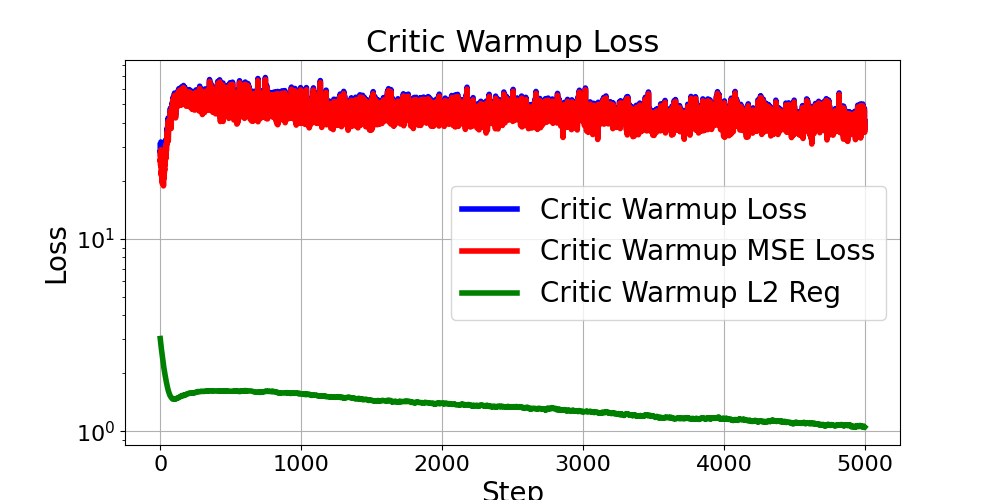 Critic Warmup Loss
Loss
10¹
10⁰
Critic Warmup Loss
Critic Warmup MSE Loss
Critic Warmup L2 Reg
0 1000 2000 3000 4000 5000
Step